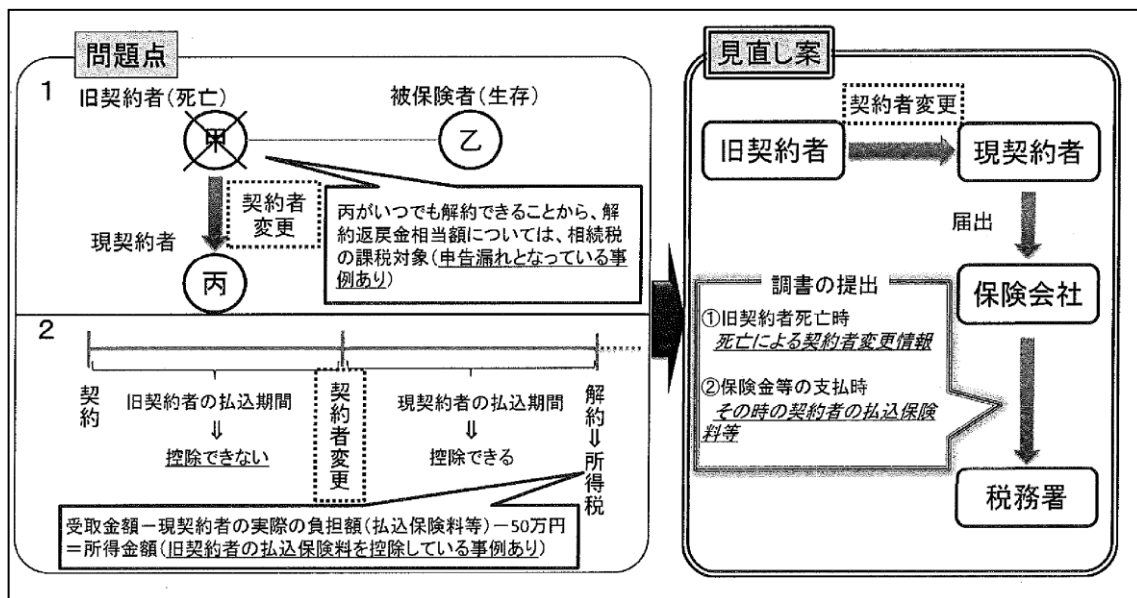 問題点
1
旧契約者(死亡)
被保険者(生存)
甲
乙
契約者
変更
現契約者
丙
丙がいつでも解約できることから、解
約返戻金相当額については、相続税
の課税対象(申告漏れとなっている事
例あり)
2
契約
旧契約者の払込期間
⇓
控除できない
契約者変更
現契約者の払込期間
⇓
控除できる
解約⇒所得税
受取金額－現契約者の実際の負担額(払込保険料等)－50万円
＝所得金額(旧契約者の払込保険料を控除している事例あり)
見直し案
契約者変更
旧契約者
現契約者
届出
保険会社
調書の提出
①旧契約者死亡時
死亡による契約者変更情報
②保険金等の支払時
その時の契約者の払込保険
料等
税務署